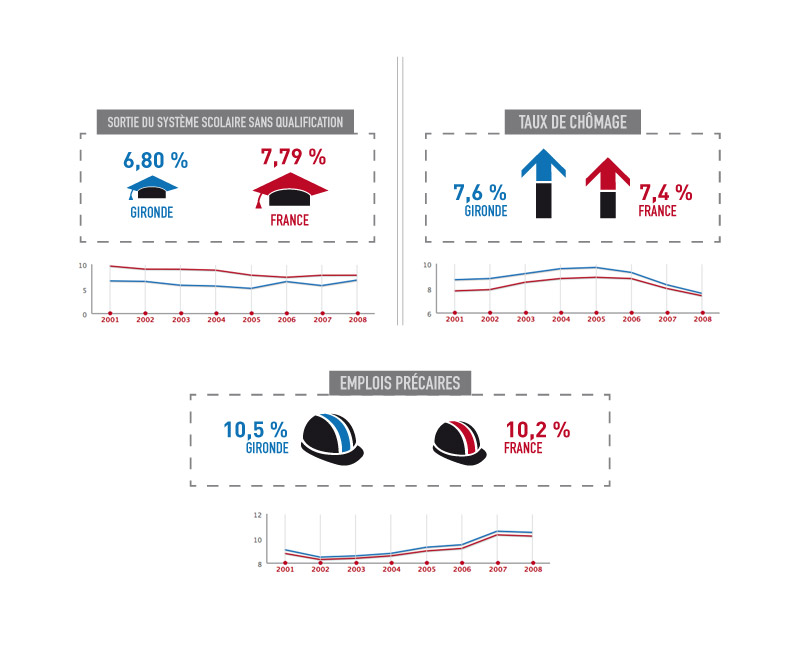 SORTIE DU SYSTÈME SCOLAIRE SANS QUALIFICATION
6,80 %
GIRONDE
7,79 %
FRANCE
10
5
0
2001 2002 2003 2004 2005 2006 2007 2008
TAUX DE CHÔMAGE
7,6 %
GIRONDE
7,4 %
FRANCE
10
8
6
2001 2002 2003 2004 2005 2006 2007 2008
EMPLOIS PRÉCAIRES
10,5 %
GIRONDE
10,2 %
FRANCE
12
10
8
2001 2002 2003 2004 2005 2006 2007 2008